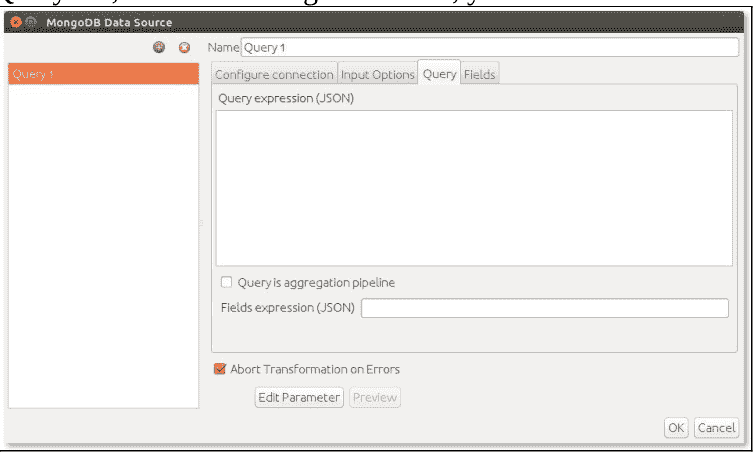 MongoDB Data Source
Name Query 1
Query 1
Configure connection Input Options Query Fields
Query expression (JSON)
Query is aggregation pipeline
Fields expression (JSON)
Abort Transformation on Errors
Edit Parameter Preview
OK Cancel